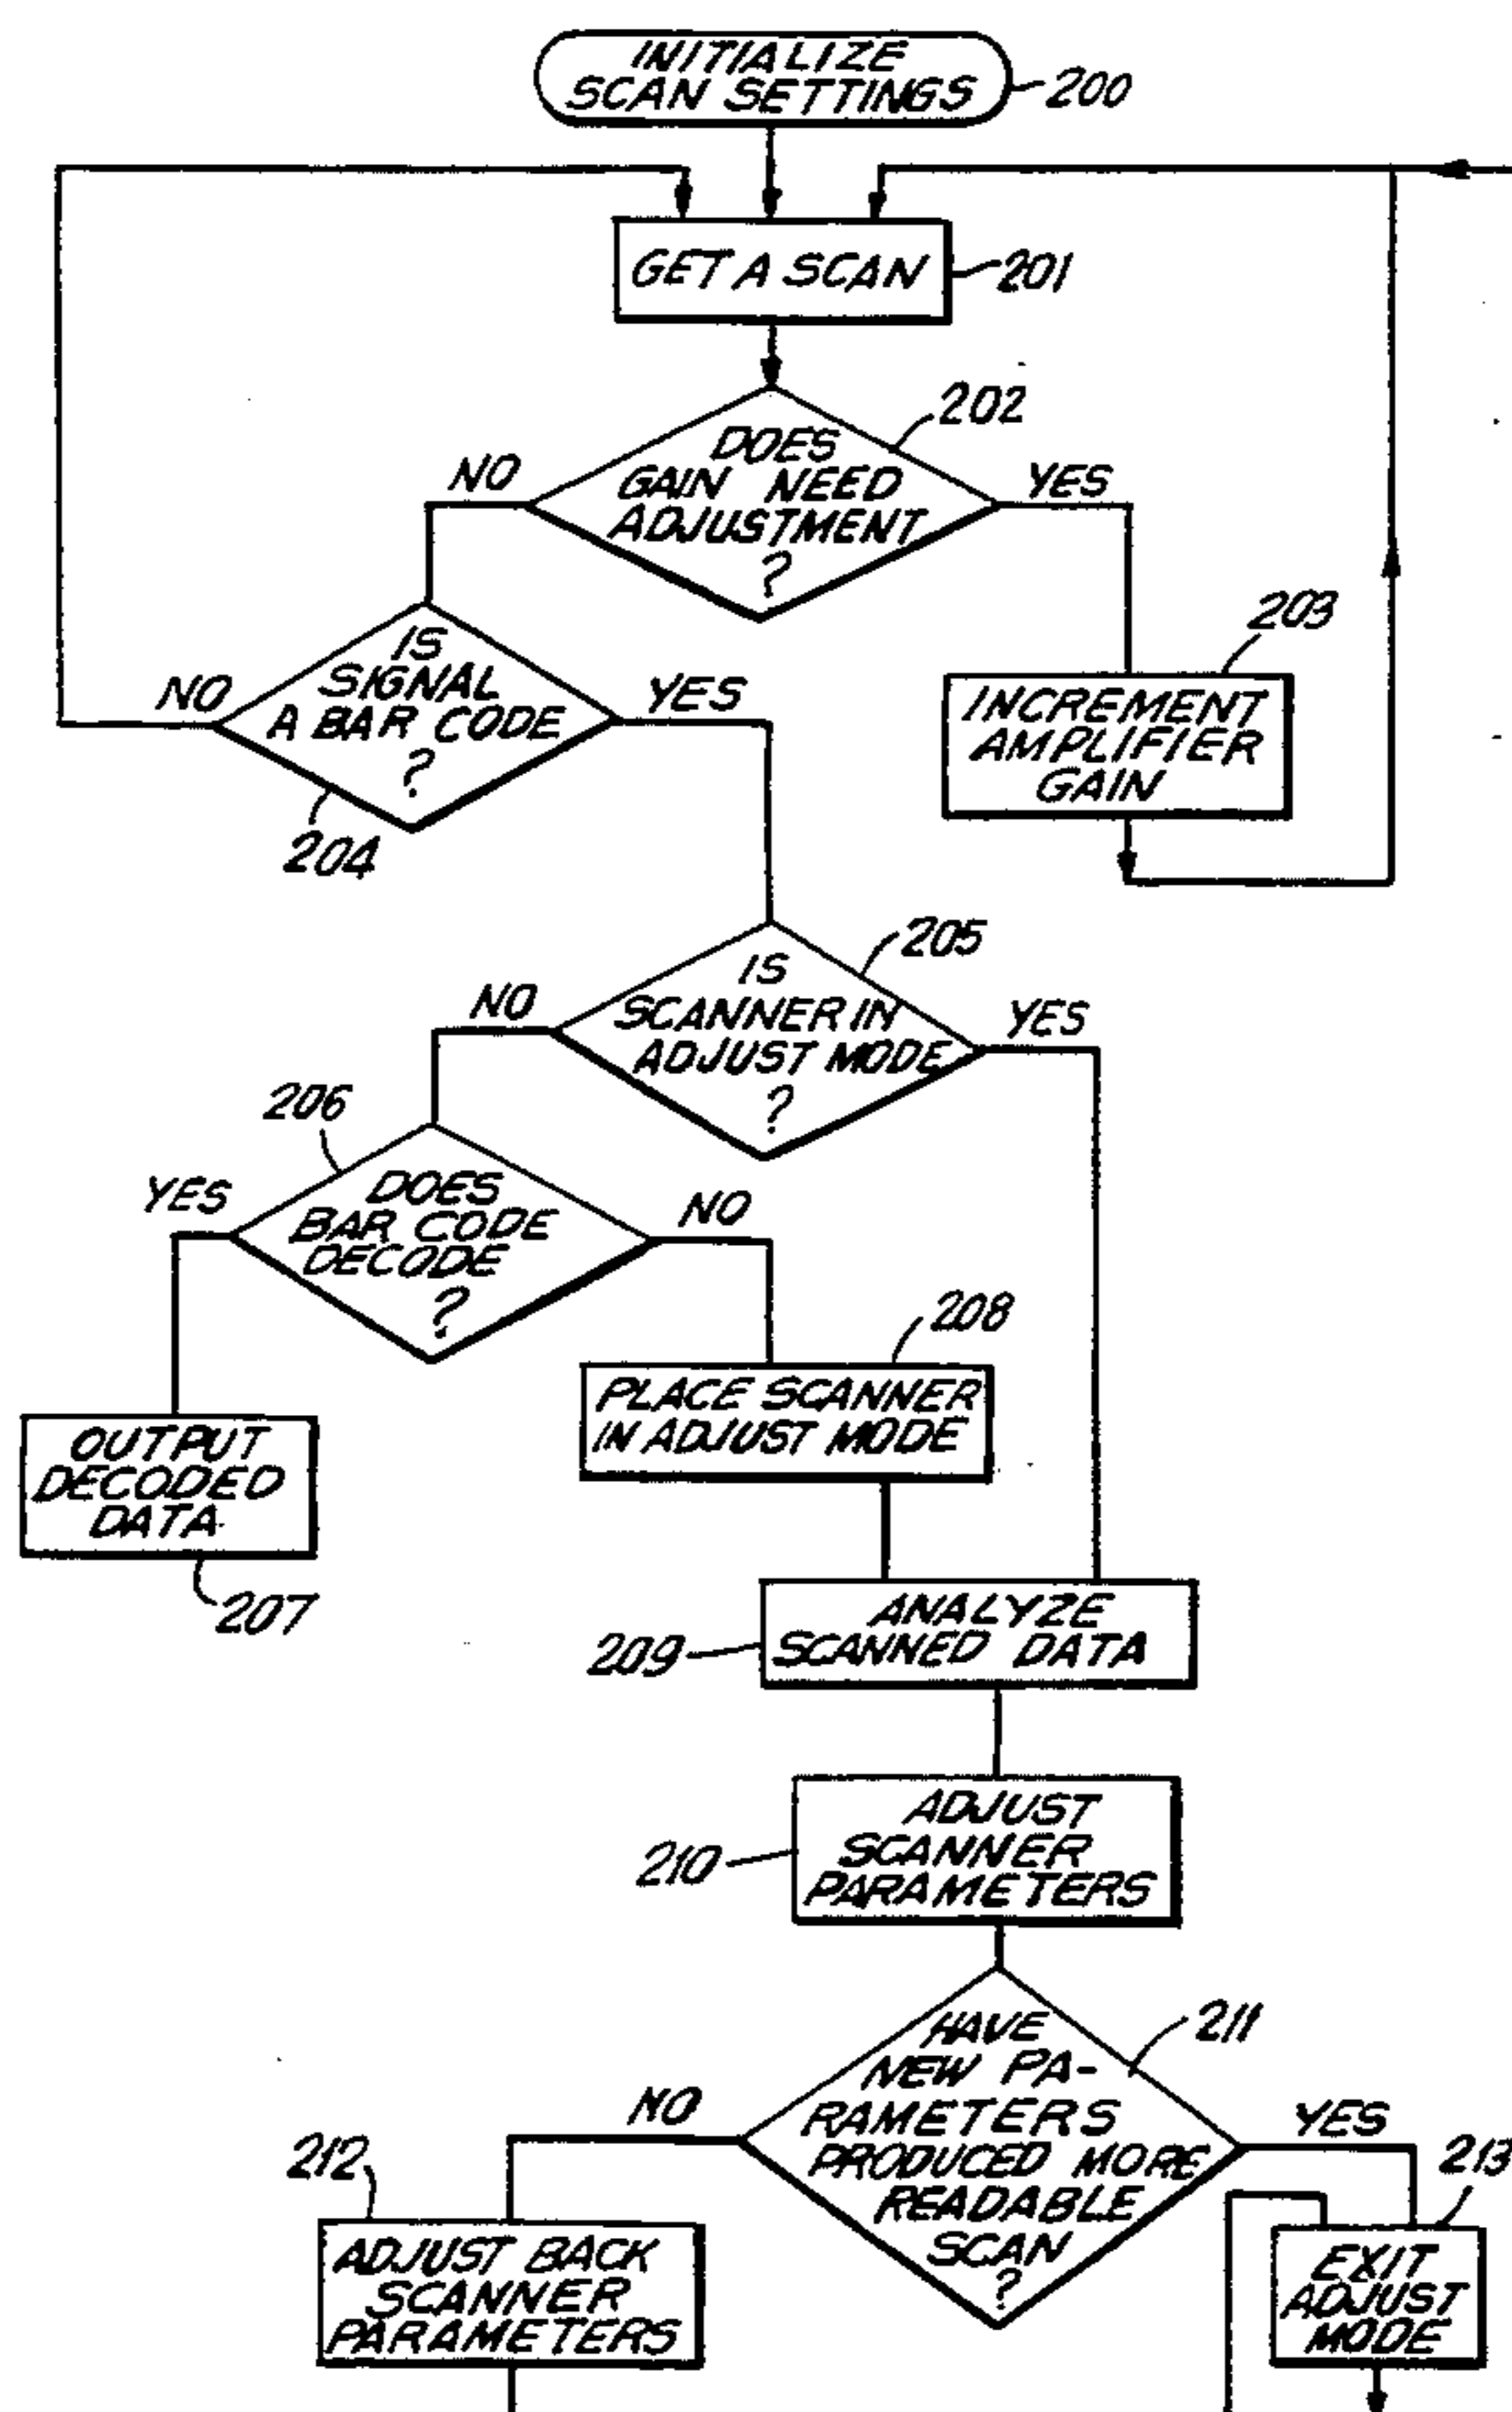 INITIALIZE
SCAN SETTINGS
200
GET A SCAN
201
202
DOES
GAIN NEED
ADJUSTMENT
?
NO
YES
203
INCREMENT
AMPLIFIER
GAIN
IS
SIGNAL
A BAR CODE
?
NO
YES
204
205
IS
SCANNER IN
ADJUST MODE
?
NO
YES
206
DOES
BAR CODE
DECODE
?
YES
NO
208
PLACE SCANNER
IN ADJUST MODE
OUTPUT
DECODED
DATA
207
ANALYZE
SCANNED DATA
209
ADJUST
SCANNER
PARAMETERS
210
211
HAVE
NEW PA-
RAMETERS
PRODUCED MORE
READABLE
SCAN
?
NO
YES
212
ADJUST BACK
SCANNER
PARAMETERS
213
EXIT
ADJUST
MODE